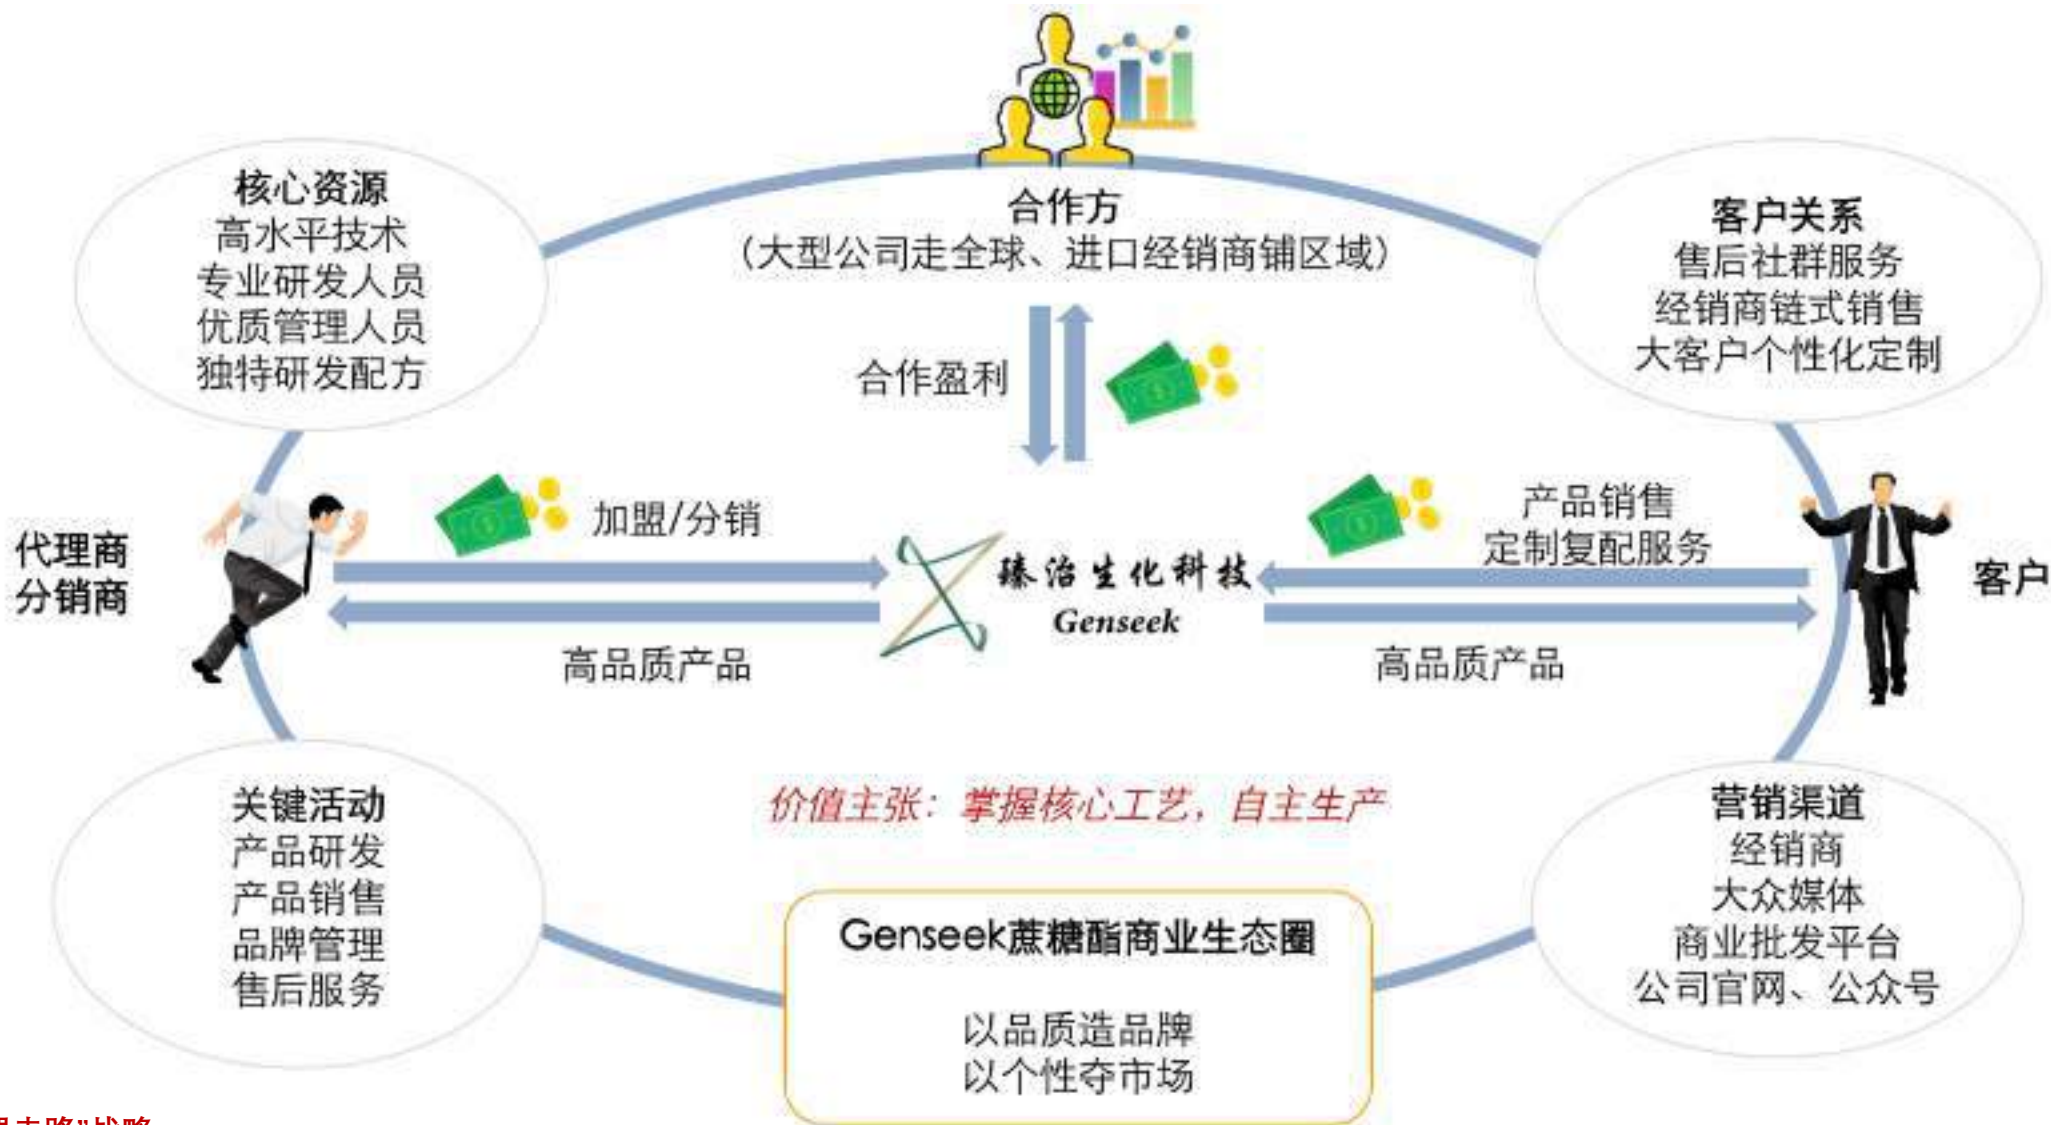 核心资源
高水平技术
专业研发人员
优质管理人员
独特研发配方
合作方
（大型公司走全球、进口经销商铺区域）
客户关系
售后社群服务
经销商链式销售
大客户个性化定制
合作盈利
代理商
分销商
加盟/分销
高品质产品
臻治生化科技
Genseek
产品销售
定制复配服务
高品质产品
客户
关键活动
产品研发
产品销售
品牌管理
售后服务
价值主张：掌握核心工艺，自主生产
Genseek蔗糖酯商业生态圈
以品质造品牌
以个性夺市场
营销渠道
经销商
大众媒体
商业批发平台
公司官网、公众号